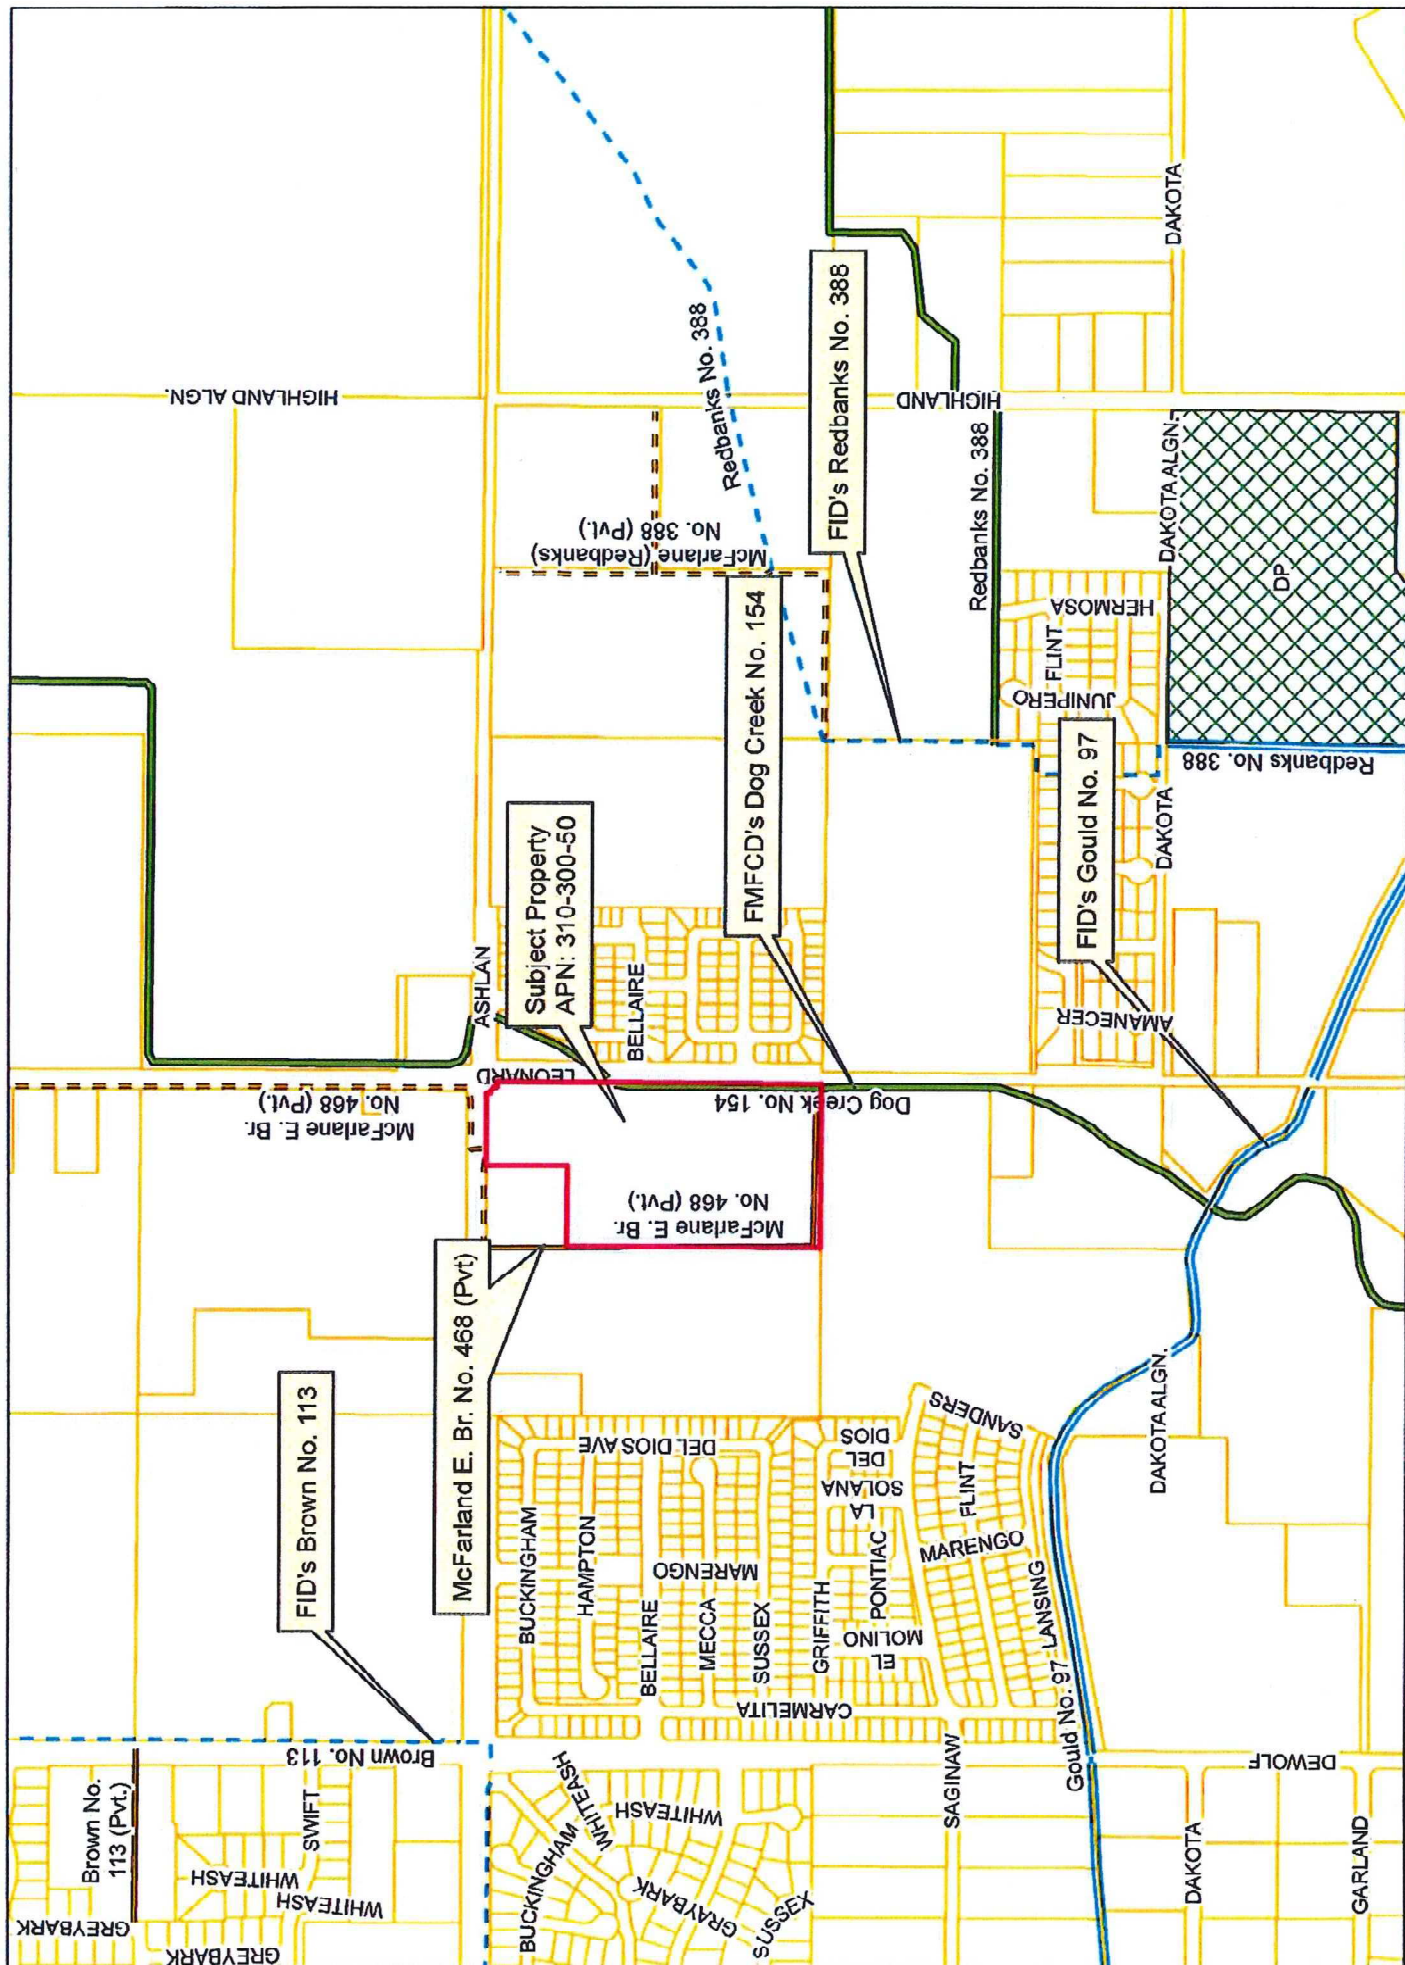 GREYBARK
Brown No.
113 (Pvt.)
GREYBARK
WHITEASH
WHITEASH
SWIFT
Brown No. 113
FID's Brown No. 113
McFarlane E. Br.
No. 468 (Pvt.)
HIGHLAND ALGN.
McFarland E. Br. No. 468 (Pvt)
LEONARD
ASHLAN
Subject Property
APN: 310-300-50
BUCKINGHAM
WHITEASH
WHITEASH
GRAYBARK
SUSSEX
BUCKINGHAM
HAMPTON
DEL DIOS AVE
BELLAIRE
MARENGO
MECCA
SUSSEX
CARMELITA
GRIFFITH
McFarlane E. Br.
No. 468 (Pvt.)
BELLAIRE
McFarlane (Redbanks)
No. 388 (Pvt.)
Redbanks No. 388
Dog Creek No. 154
FMFCD's Dog Creek No. 154
FID's Redbanks No. 388
EL
MOLINO
PONTIAC
LA
SOLANA
DEL
DIOS
SANDERS
FLINT
MARENGO
LANSING
SAGINAW
Gould No. 97
HIGHLAND
Redbanks No. 388
JUNIPERO
FLINT
HERMOSA
AMANECER
FID's Gould No. 97
DAKOTA
DAKOTA ALGN.
DAKOTA
DEWOLF
DAKOTA
GARLAND
DAKOTA ALGN.
Redbanks No. 388
DP